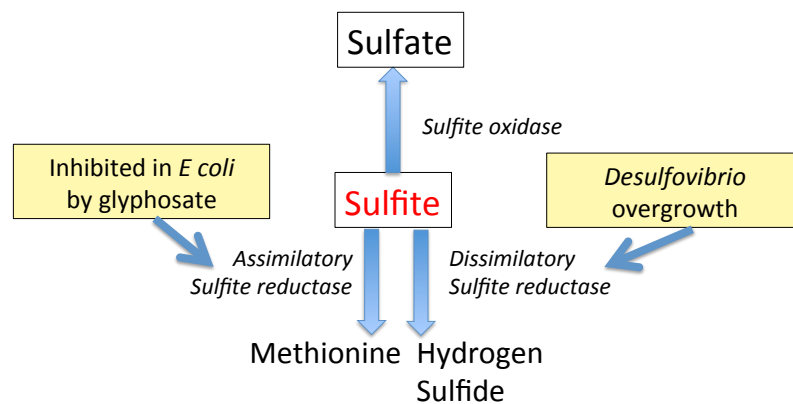 Sulfate
Sulfite oxidase
Inhibited in E coli
by glyphosate
Sulfite
Desulfovibrio
overgrowth
Assimilatory
Sulfite reductase
Dissimilatory
Sulfite reductase
Methionine
Hydrogen
Sulfide